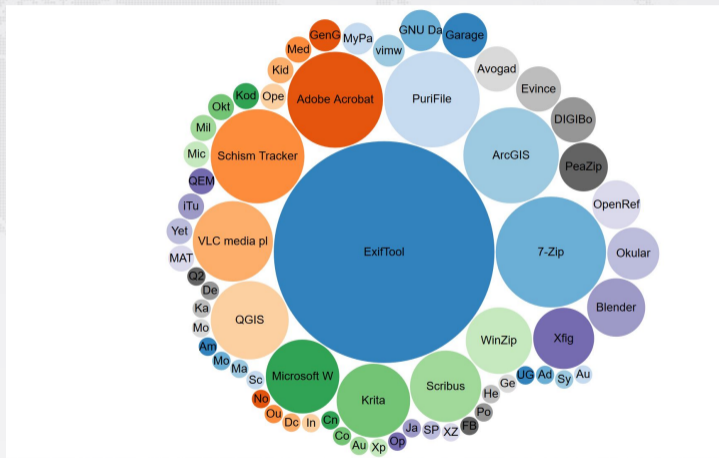 GenG
MyPa
vimw
GNU Da
Garage
Med
Kid
Ope
Kod
Okt
Mil
Mic
QEM
iTu
Yet
MAT
Q2
De
Ka
Mo
Am
Mo
Ma
Sc
No
Ou
Dc
In
Cn
Co
Au
Xp
Op
Ja
SP
XZ
FB
Po
He
Ge
UG
Ad
Sy
Au
Avogad
Evince
DIGIBo
PeaZip
OpenRef
Okular
Blender
Adobe Acrobat
PuriFile
ArcGIS
7-Zip
Xfig
WinZip
Scribus
Krita
Microsoft W
QGIS
VLC media pl
Schism Tracker
ExifTool